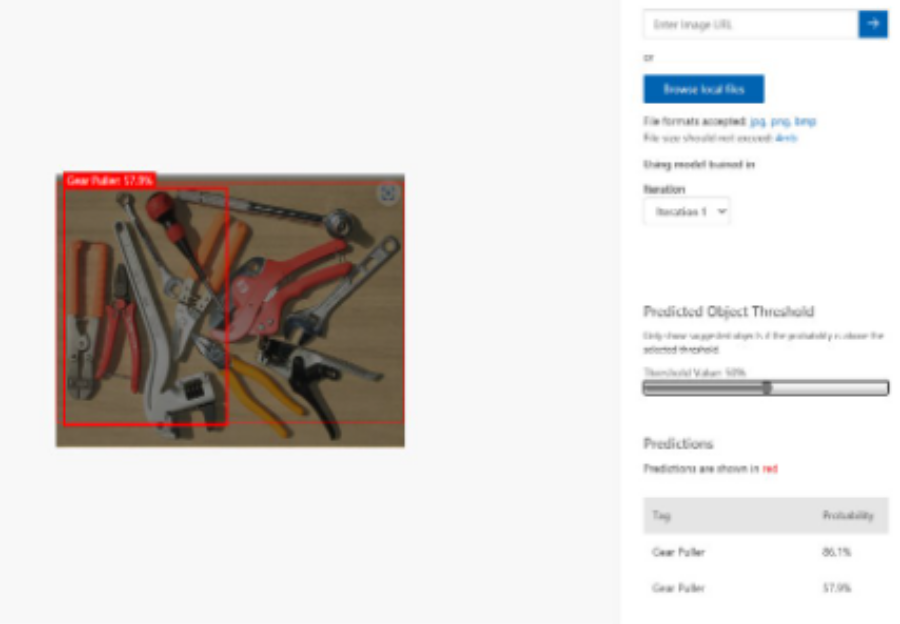 Enter Image URL
or
Browse local files
File formats accepted: jpg, png, bmp
File size should not exceed: 4mb
Using model trained in
Iteration
Iteration 1
Gear Puller: 57.9%
Predicted Object Threshold
Only show suggested objects if the probability is above the
selected threshold.
Threshold Value: 50%
Predictions
Predictions are shown in red
Tag Probability
Gear Puller 86.1%
Gear Puller 57.9%